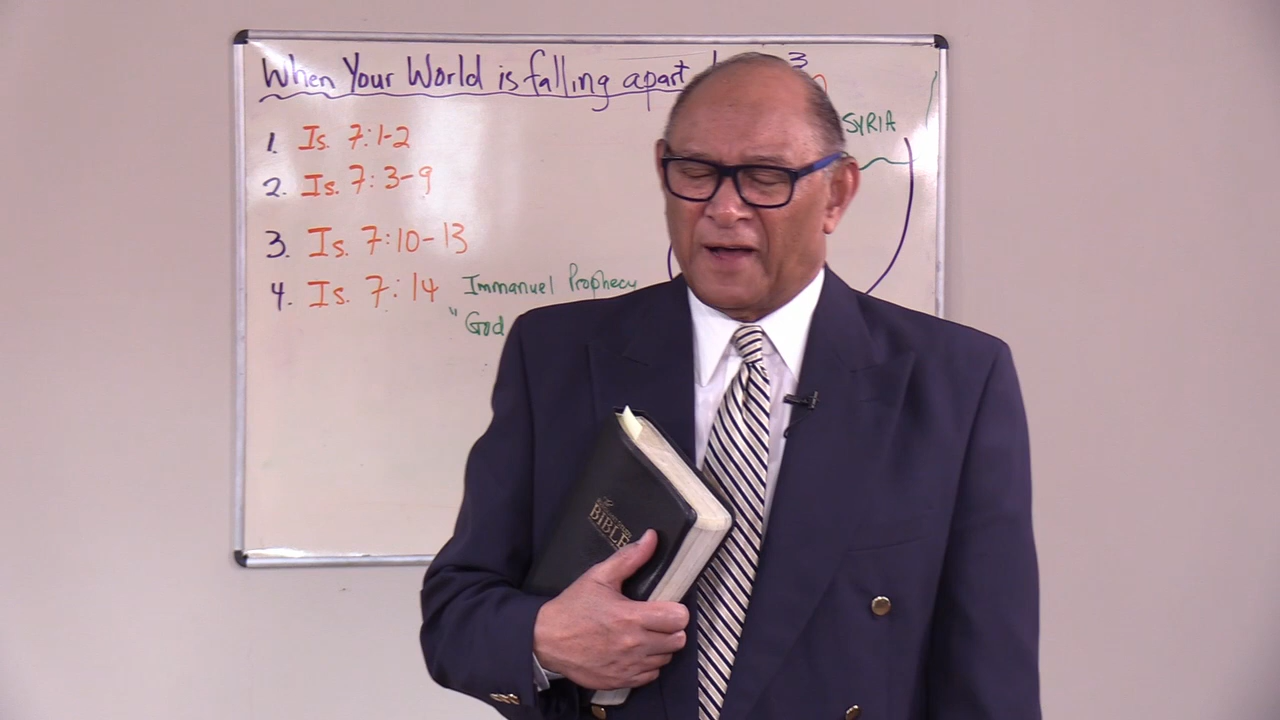 When Your World is falling apart
3
SYRIA
1. Is. 7:1-2
2. Is. 7:3-9
3. Is. 7:10-13
4. Is. 7:14 Immanuel Prophecy
"God
BIBLE